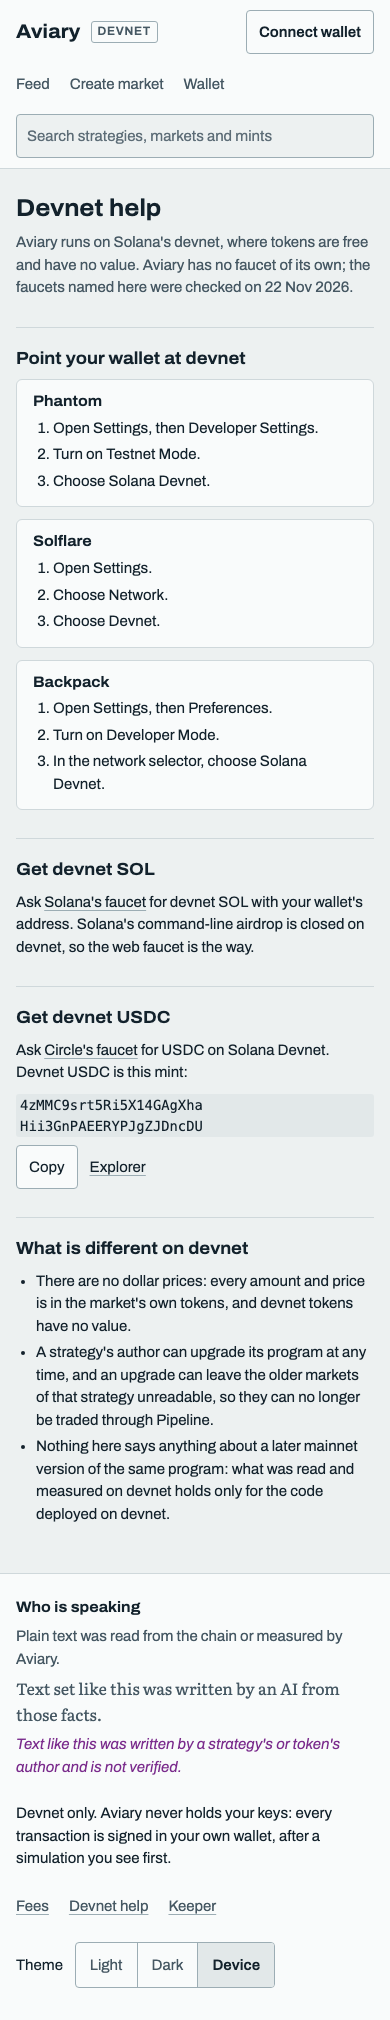 Aviary DEVNET Connect wallet
Feed Create market Wallet
Search strategies, markets and mints
Devnet help
Aviary runs on Solana's devnet, where tokens are free
and have no value. Aviary has no faucet of its own; the
faucets named here were checked on 22 Nov 2026.
Point your wallet at devnet
Phantom
1. Open Settings, then Developer Settings.
2. Turn on Testnet Mode.
3. Choose Solana Devnet.
Solflare
1. Open Settings.
2. Choose Network.
3. Choose Devnet.
Backpack
1. Open Settings, then Preferences.
2. Turn on Developer Mode.
3. In the network selector, choose Solana
Devnet.
Get devnet SOL
Ask Solana's faucet for devnet SOL with your wallet's
address. Solana's command-line airdrop is closed on
devnet, so the web faucet is the way.
Get devnet USDC
Ask Circle's faucet for USDC on Solana Devnet.
Devnet USDC is this mint:
4zMMC9srt5Ri5X14GAgXha
Hii3GnPAEERYPJgZJDncDU
Copy Explorer
What is different on devnet
• There are no dollar prices: every amount and price
is in the market's own tokens, and devnet tokens
have no value.
• A strategy's author can upgrade its program at any
time, and an upgrade can leave the older markets
of that strategy unreadable, so they can no longer
be traded through Pipeline.
• Nothing here says anything about a later mainnet
version of the same program: what was read and
measured on devnet holds only for the code
deployed on devnet.
Who is speaking
Plain text was read from the chain or measured by
Aviary.
Text set like this was written by an AI from
those facts.
Text like this was written by a strategy's or token's
author and is not verified.
Devnet only. Aviary never holds your keys: every
transaction is signed in your own wallet, after a
simulation you see first.
Fees Devnet help Keeper
Theme Light Dark Device